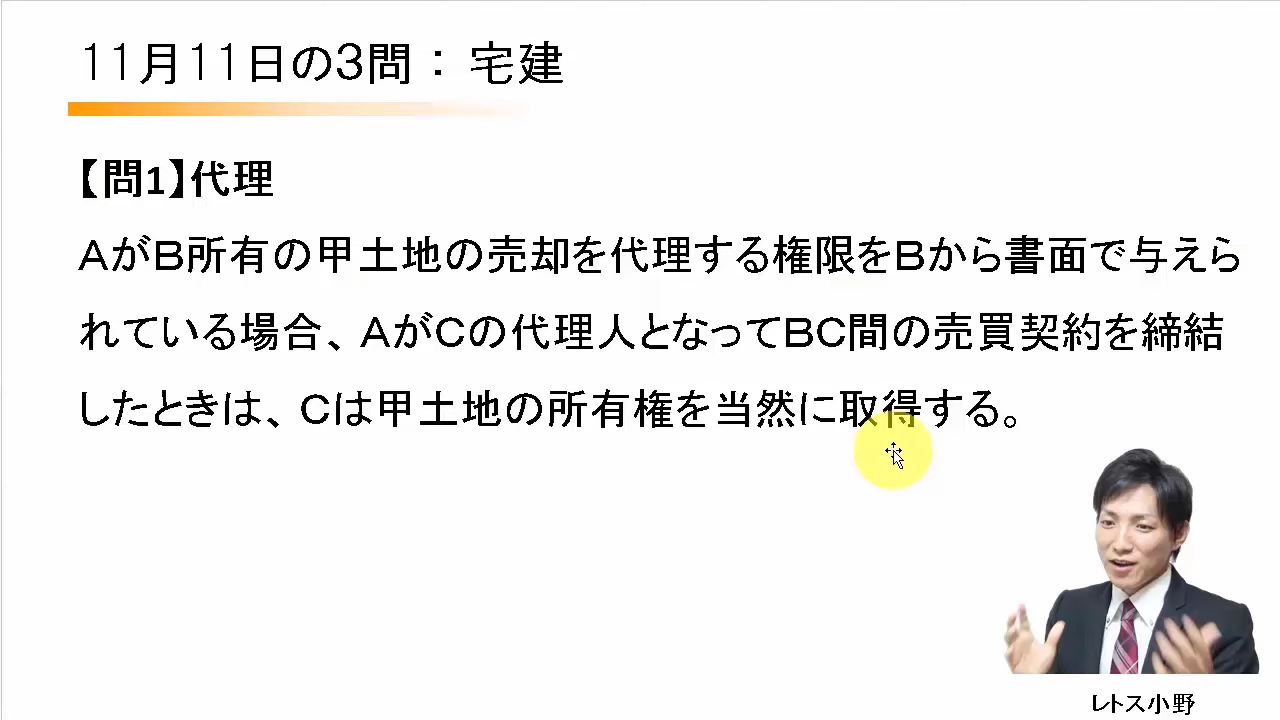 11月11日の3問：宅建
【問1】代理
AがB所有の甲土地の売却を代理する権限をBから書面で与えら
れている場合、AがCの代理人となってBC間の売買契約を締結
したときは、Cは甲土地の所有権を当然に取得する。
レトス小野